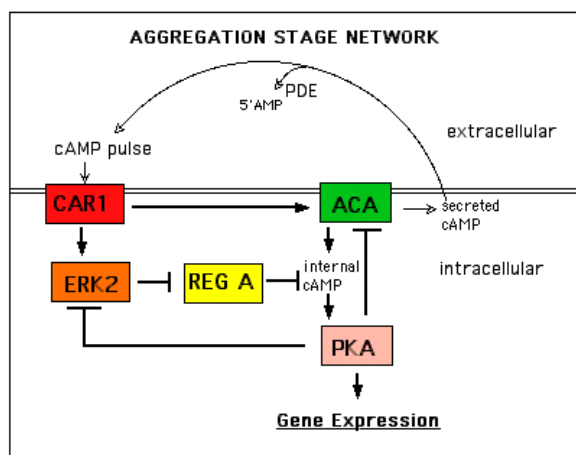 AGGREGATION STAGE NETWORK
PDE
5'AMP
extracellular
cAMP pulse
CAR1
ACA
secreted
cAMP
internal
cAMP
intracellular
ERK2
REG A
PKA
Gene Expression